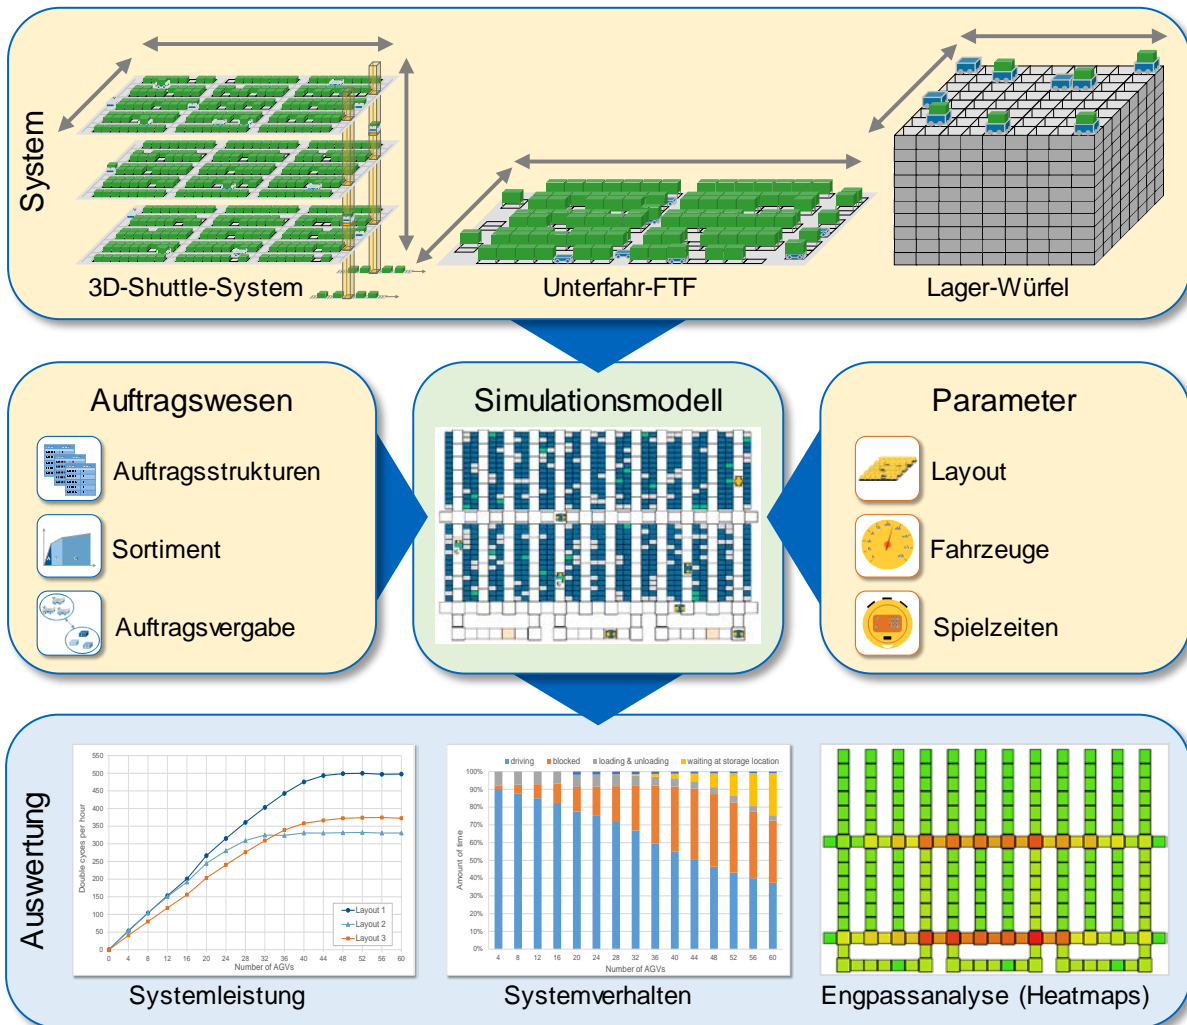 System
3D-Shuttle-System
Unterfahr-FTF
Lager-Würfel
Auftragswesen
Auftragsstrukturen
Sortiment
Auftragsvergabe
Simulationsmodell
Parameter
Layout
Fahrzeuge
Spielzeiten
Auswertung
Double cyces per hour
550
500
450
400
350
300
250
200
150
100
50
0
0 4 8 12 16 20 24 28 32 36 40 44 48 52 56 60
Number of AGVs
Layout 1
Layout 2
Layout 3
Systemleistung
driving blocked loading & unloading waiting at storage location
Amount of time
100%
90%
80%
70%
60%
50%
40%
30%
20%
10%
0%
4 8 12 16 20 24 28 32 36 40 44 48 52 56 60
Number of AGVs
Systemverhalten
Engpassanalyse (Heatmaps)